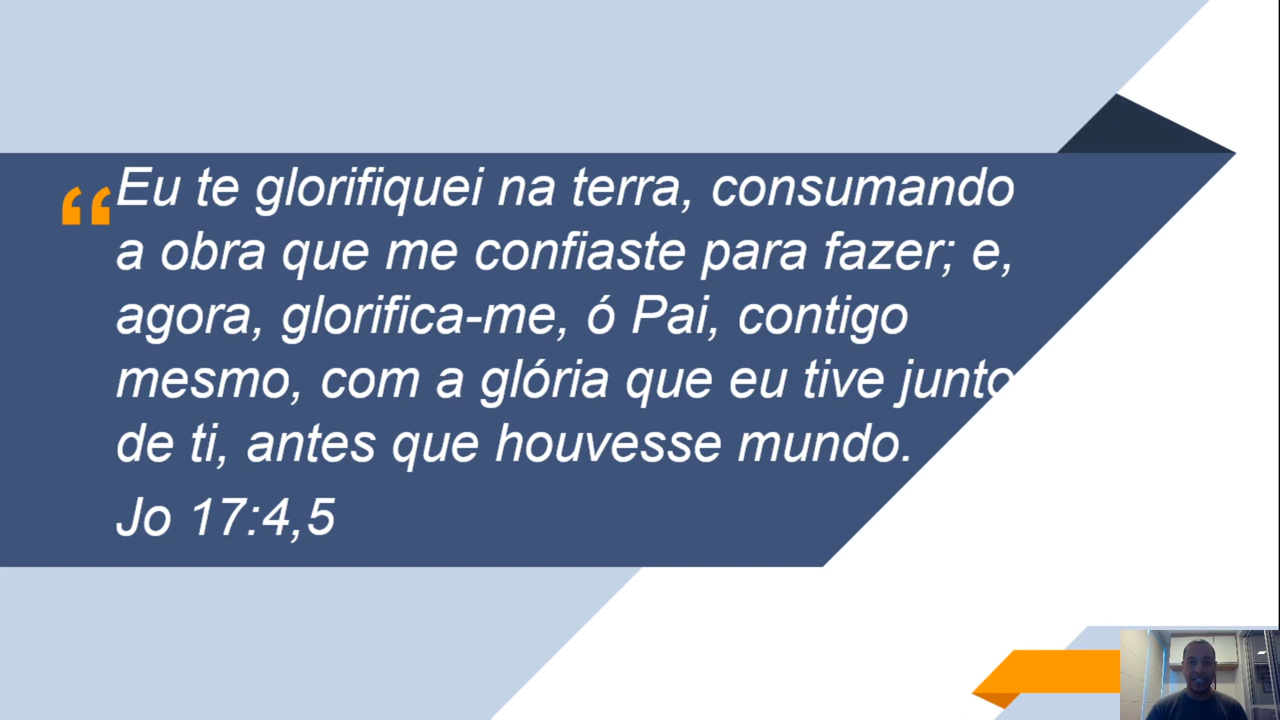 “Eu te glorifiquei na terra, consumando
a obra que me confiaste para fazer; e,
agora, glorifica-me, ó Pai, contigo
mesmo, com a glória que eu tive junto
de ti, antes que houvesse mundo.
Jo 17:4,5